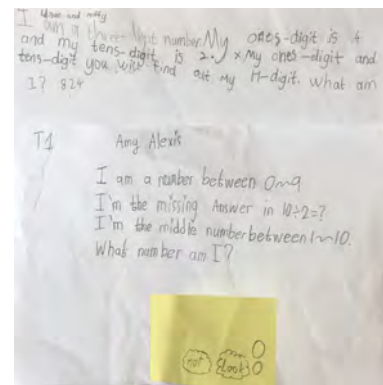 and
I am a three-digit number. My ones-digit is 4
and my tens-digit is 2. × my ones-digit and
tens-digit you will find out my H-digit. What am
I? 824
T1 Amy Alexis
I am a number between 0~9
I'm the missing Answer in 10÷2=?
I'm the middle number between 1~10.
What number am I?